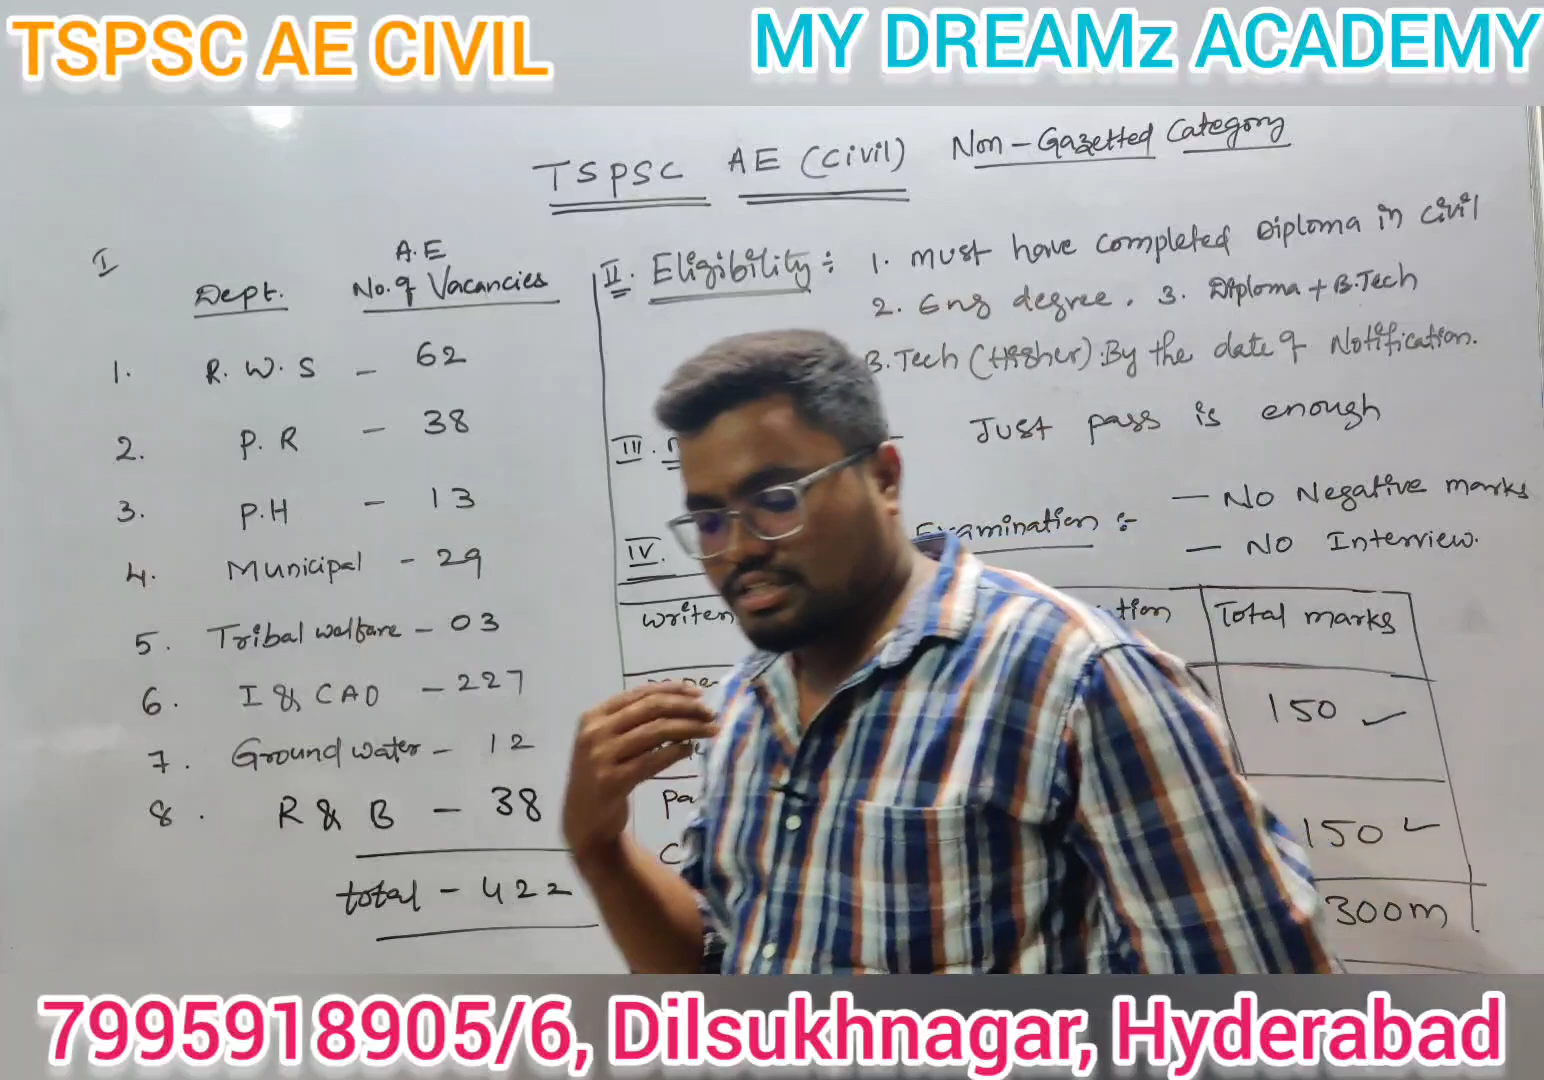 TSPSC AE CIVIL
MY DREAMz ACADEMY
TSPSC AE (Civil) Non-Gazetted Category
I
Dept.
A.E
No. of Vacancies
1. R.W.S - 62
2. P.R - 38
3. P.H - 13
4. Municipal - 29
5. Tribal welfare - 03
6. I & CAD - 227
7. Ground water - 12
8. R & B - 38
total - 422
II. Eligibility :- 1. Must have completed Diploma in Civil
2. Eng degree. 3. Diploma + B.Tech
B.Tech (Higher). By the date of Notification.
III.
- Just pass is enough
IV. Examination :-
- No Negative marks
- No Interview.
written
tion
Total marks
150 ✓
pa
C
150 ✓
300m
7995918905/6, Dilsukhnagar, Hyderabad